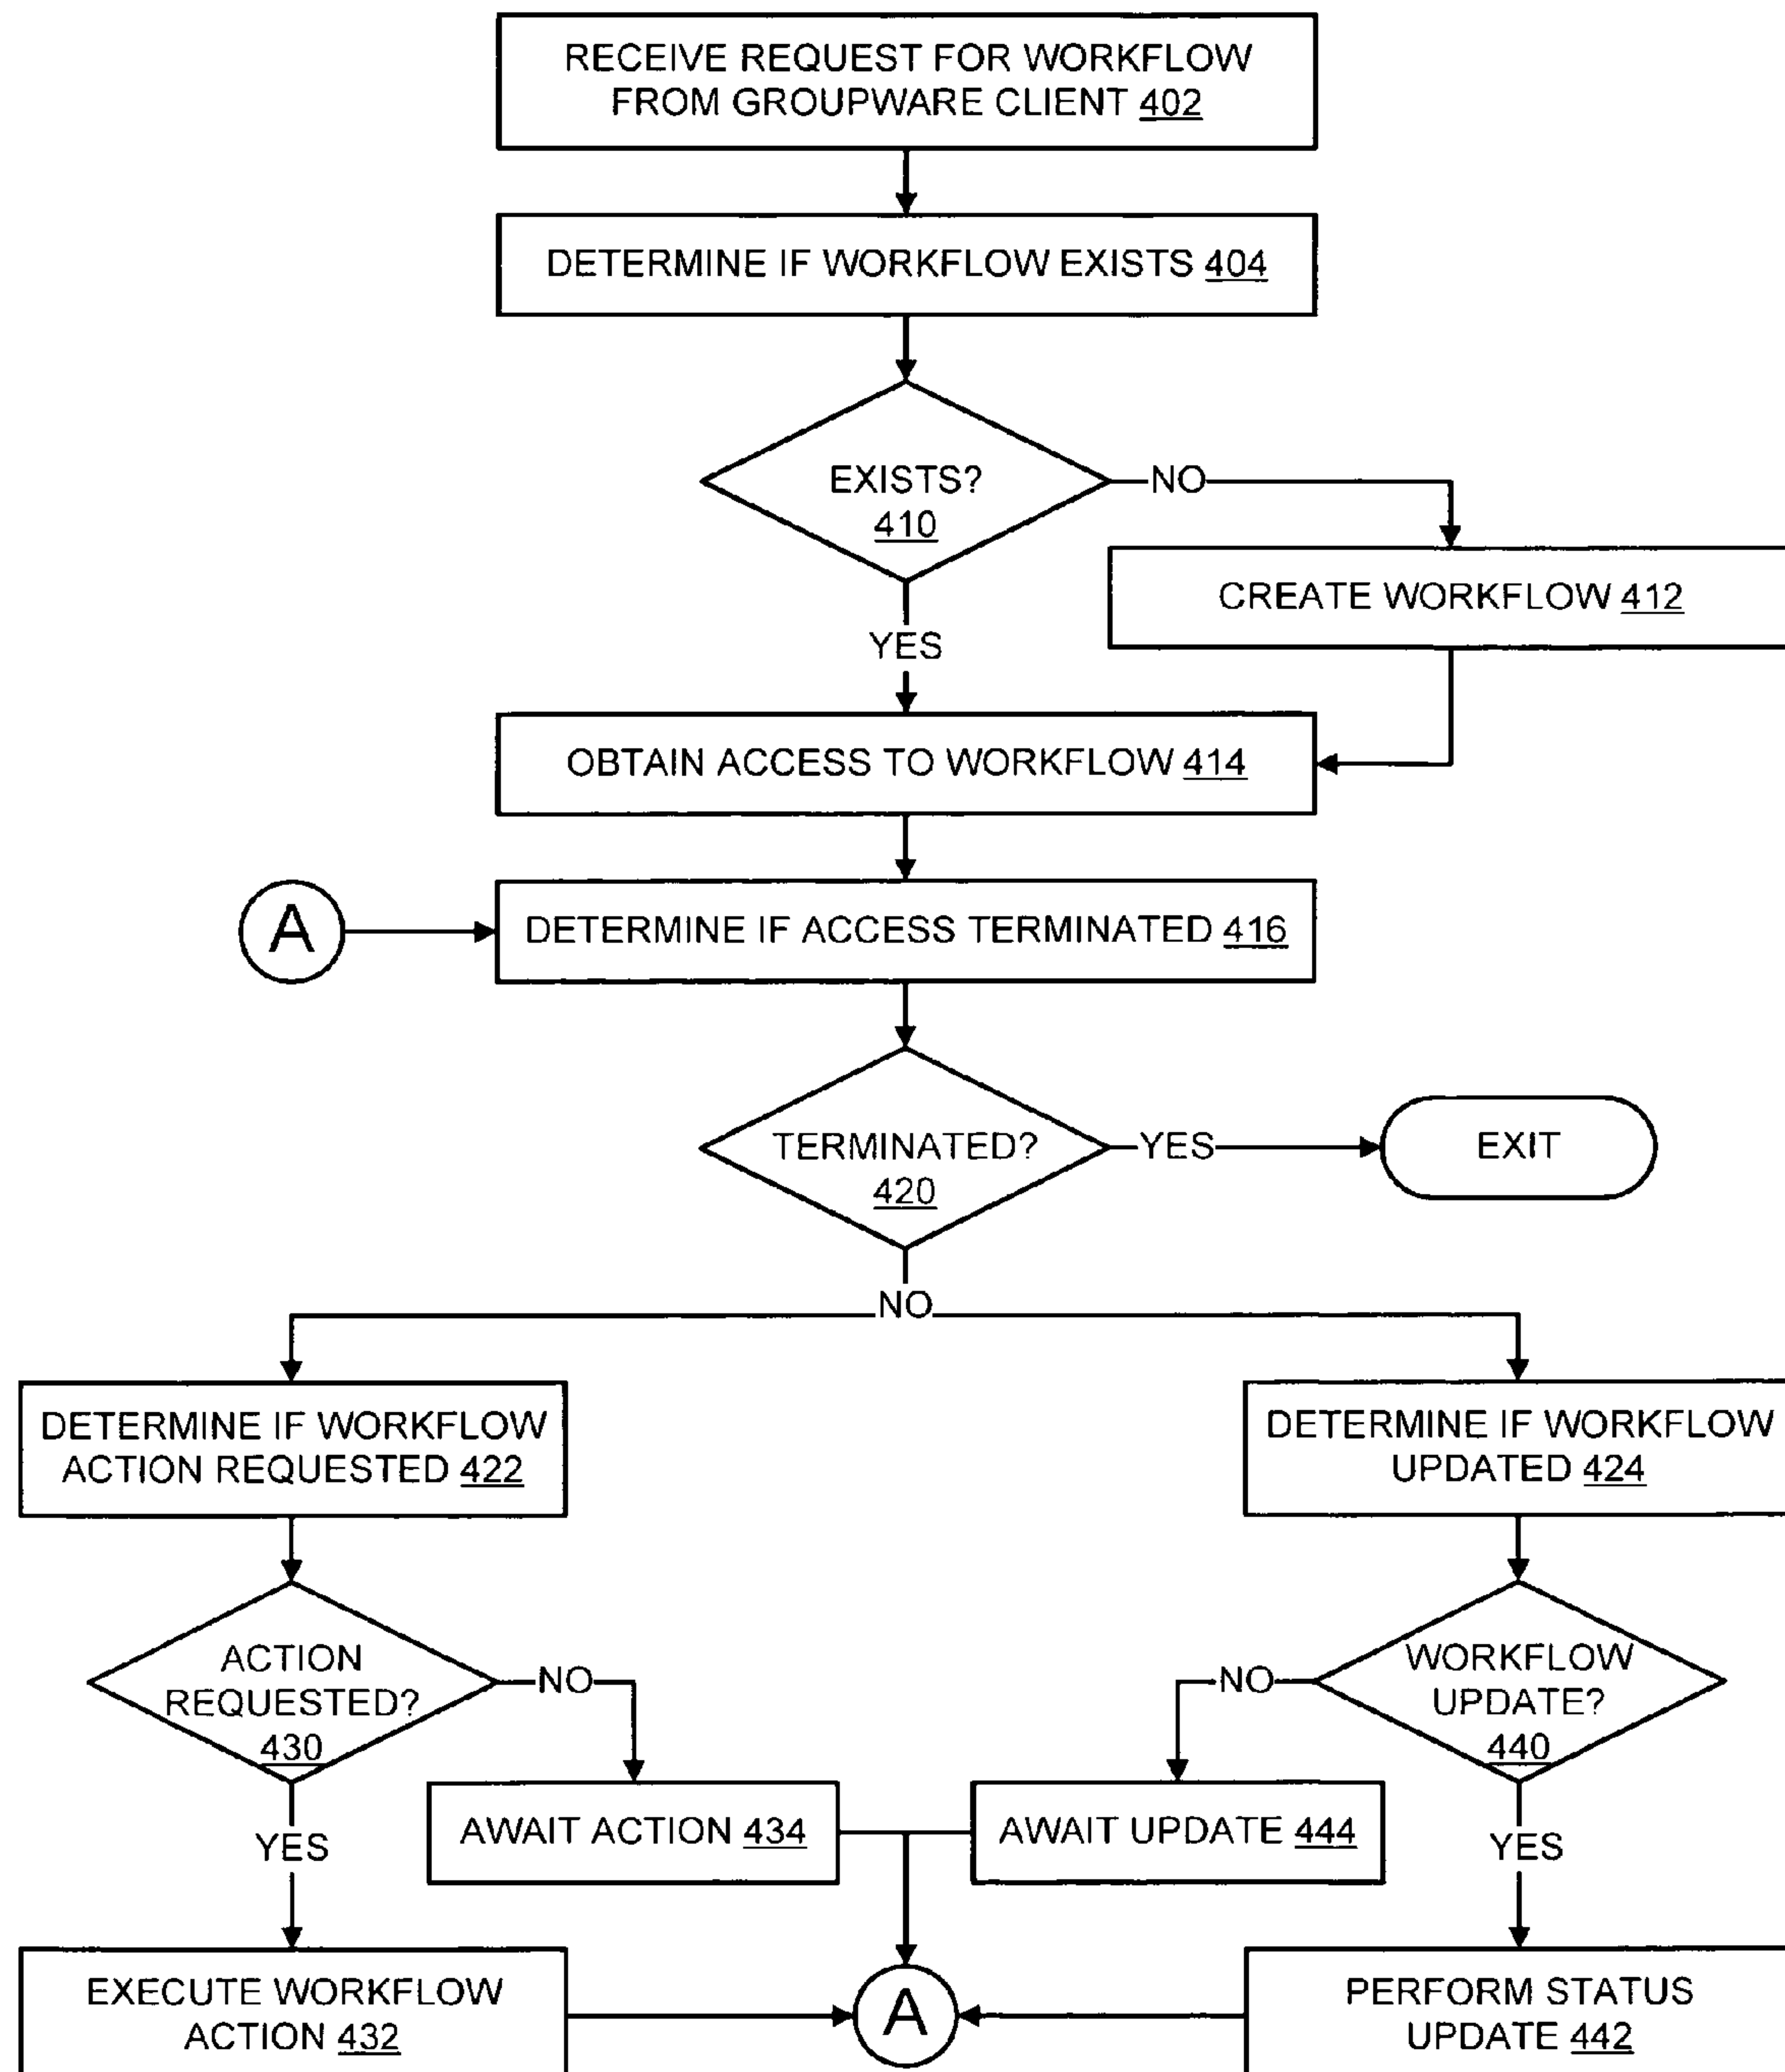 RECEIVE REQUEST FOR WORKFLOW
FROM GROUPWARE CLIENT 402
DETERMINE IF WORKFLOW EXISTS 404
EXISTS?
410
NO
CREATE WORKFLOW 412
YES
OBTAIN ACCESS TO WORKFLOW 414
A
DETERMINE IF ACCESS TERMINATED 416
TERMINATED?
420
YES
EXIT
NO
DETERMINE IF WORKFLOW
ACTION REQUESTED 422
DETERMINE IF WORKFLOW
UPDATED 424
ACTION
REQUESTED?
430
NO
NO
WORKFLOW
UPDATE?
440
AWAIT ACTION 434
AWAIT UPDATE 444
YES
YES
EXECUTE WORKFLOW
ACTION 432
A
PERFORM STATUS
UPDATE 442